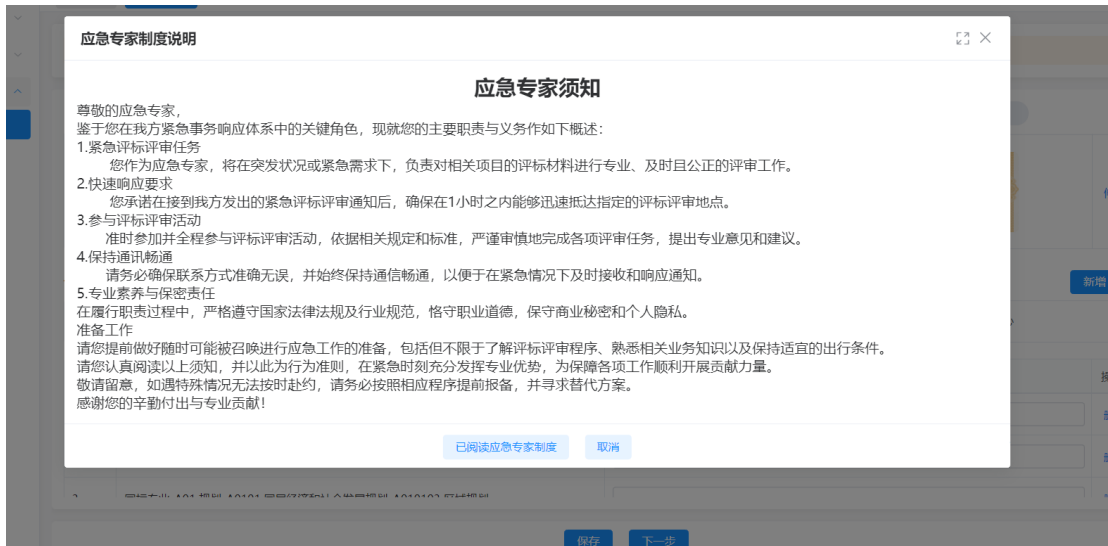 应急专家制度说明
应急专家须知
尊敬的应急专家，
鉴于您在我方紧急事务响应体系中的关键角色，现就您的主要职责与义务作如下概述：
1.紧急评标评审任务
您作为应急专家，将在突发状况或紧急需求下，负责对相关项目的评标材料进行专业、及时且公正的评审工作。
2.快速响应要求
您承诺在接到我方发出的紧急评标评审通知后，确保在1小时之内能够迅速抵达指定的评标评审地点。
3.参与评标评审活动
准时参加并全程参与评标评审活动，依据相关规定和标准，严谨审慎地完成各项评审任务，提出专业意见和建议。
4.保持通讯畅通
请务必确保联系方式准确无误，并始终保持通信畅通，以便于在紧急情况下及时接收和响应通知。
5.专业素养与保密责任
在履行职责过程中，严格遵守国家法律法规及行业规范，恪守职业道德，保守商业秘密和个人隐私。
准备工作
请您提前做好随时可能被召唤进行应急工作的准备，包括但不限于了解评标评审程序、熟悉相关业务知识以及保持适宜的出行条件。
请您认真阅读以上须知，并以此为行为准则，在紧急时刻充分发挥专业优势，为保障各项工作顺利开展贡献力量。
敬请留意，如遇特殊情况无法按时赴约，请务必按照相应程序提前报备，并寻求替代方案。
感谢您的辛勤付出与专业贡献！
已阅读应急专家制度 取消
新增
保存 下一步